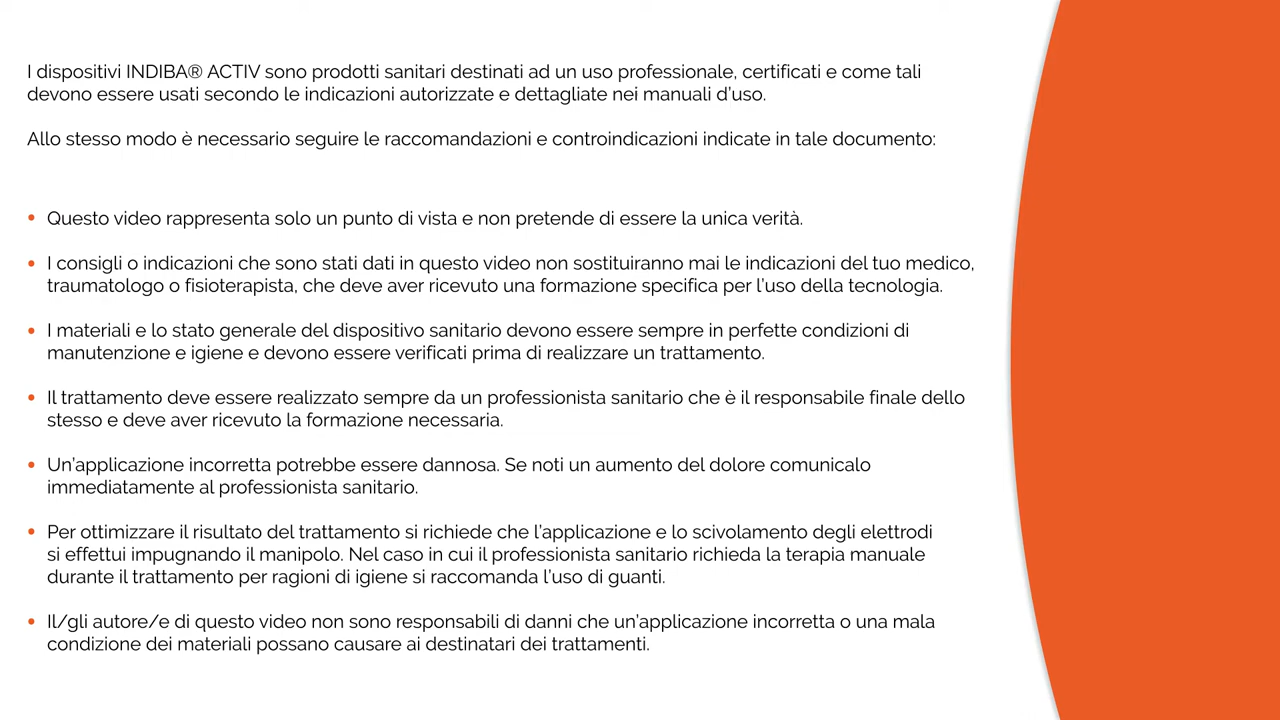 I dispositivi INDIBA® ACTIV sono prodotti sanitari destinati ad un uso professionale, certificati e come tali
devono essere usati secondo le indicazioni autorizzate e dettagliate nei manuali d'uso.
Allo stesso modo è necessario seguire le raccomandazioni e controindicazioni indicate in tale documento:
• Questo video rappresenta solo un punto di vista e non pretende di essere la unica verità.
• I consigli o indicazioni che sono stati dati in questo video non sostituiranno mai le indicazioni del tuo medico,
traumatologo o fisioterapista, che deve aver ricevuto una formazione specifica per l'uso della tecnologia.
• I materiali e lo stato generale del dispositivo sanitario devono essere sempre in perfette condizioni di
manutenzione e igiene e devono essere verificati prima di realizzare un trattamento.
• Il trattamento deve essere realizzato sempre da un professionista sanitario che è il responsabile finale dello
stesso e deve aver ricevuto la formazione necessaria.
• Un'applicazione incorretta potrebbe essere dannosa. Se noti un aumento del dolore comunicalo
immediatamente al professionista sanitario.
• Per ottimizzare il risultato del trattamento si richiede che l'applicazione e lo scivolamento degli elettrodi
si effettui impugnando il manipolo. Nel caso in cui il professionista sanitario richieda la terapia manuale
durante il trattamento per ragioni di igiene si raccomanda l'uso di guanti.
• Il/gli autore/e di questo video non sono responsabili di danni che un'applicazione incorretta o una mala
condizione dei materiali possano causare ai destinatari dei trattamenti.